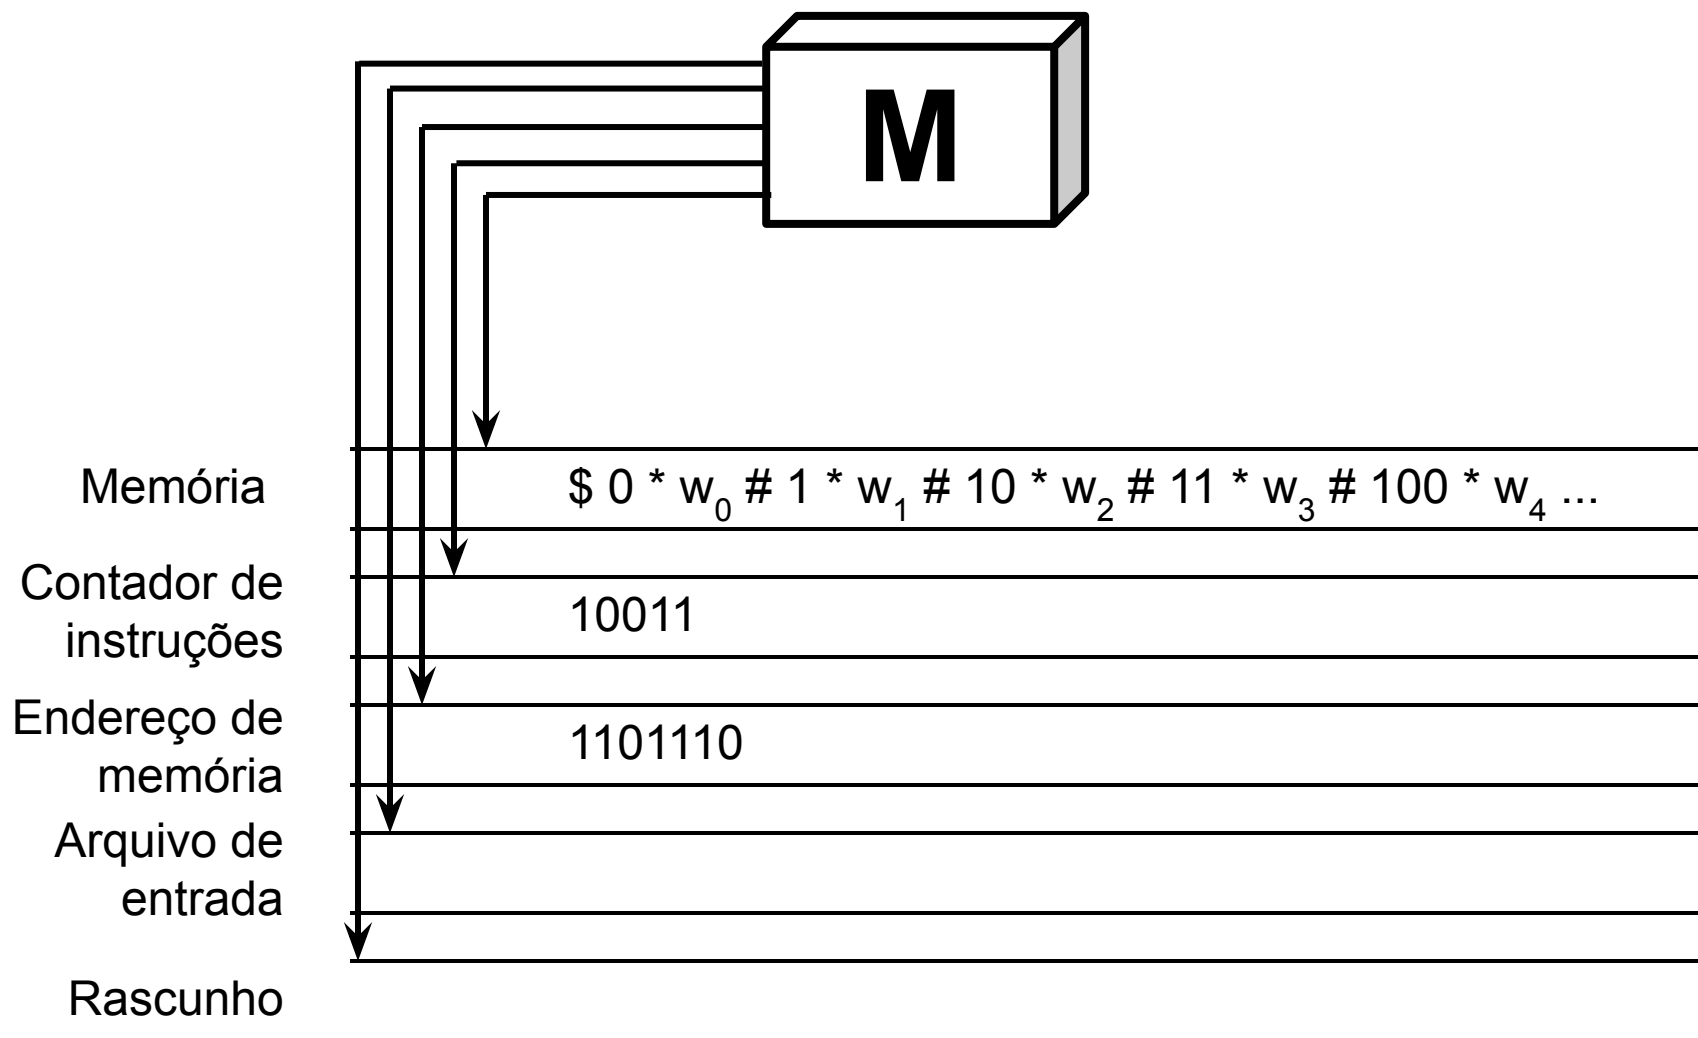 M
Memória
$ 0 * w0 # 1 * w1 # 10 * w2 # 11 * w3 # 100 * w4 ...
Contador de
instruções
10011
Endereço de
memória
1101110
Arquivo de
entrada
Rascunho